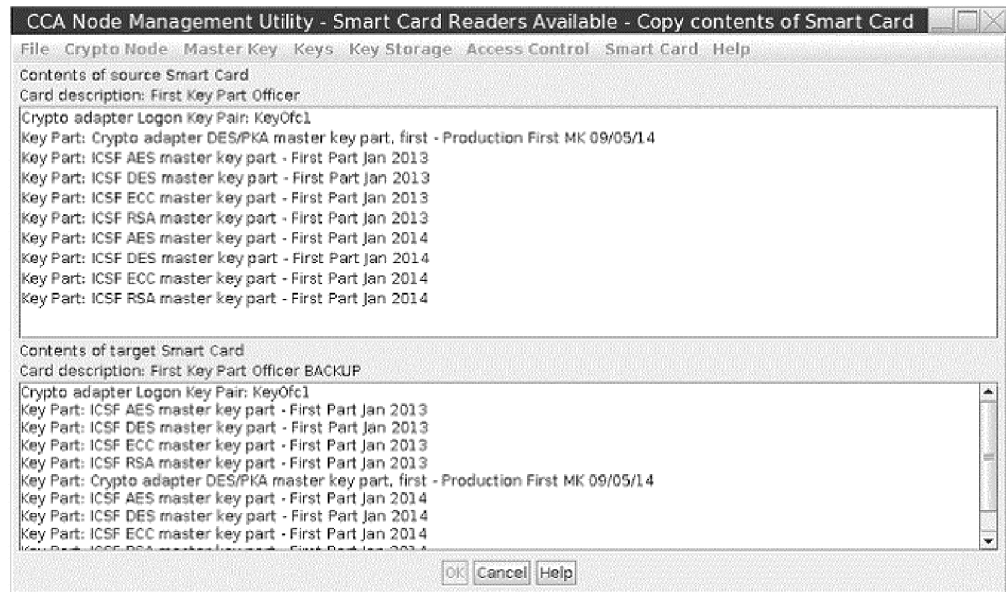 CCA Node Management Utility - Smart Card Readers Available - Copy contents of Smart Card
File Crypto Node Master Key Keys Key Storage Access Control Smart Card Help
Contents of source Smart Card
Card description: First Key Part Officer
Crypto adapter Logon Key Pair: KeyOfc1
Key Part: Crypto adapter DES/PKA master key part, first - Production First MK 09/05/14
Key Part: ICSF AES master key part - First Part Jan 2013
Key Part: ICSF DES master key part - First Part Jan 2013
Key Part: ICSF ECC master key part - First Part Jan 2013
Key Part: ICSF RSA master key part - First Part Jan 2013
Key Part: ICSF AES master key part - First Part Jan 2014
Key Part: ICSF DES master key part - First Part Jan 2014
Key Part: ICSF ECC master key part - First Part Jan 2014
Key Part: ICSF RSA master key part - First Part Jan 2014
Contents of target Smart Card
Card description: First Key Part Officer BACKUP
Crypto adapter Logon Key Pair: KeyOfc1
Key Part: ICSF AES master key part - First Part Jan 2013
Key Part: ICSF DES master key part - First Part Jan 2013
Key Part: ICSF ECC master key part - First Part Jan 2013
Key Part: ICSF RSA master key part - First Part Jan 2013
Key Part: Crypto adapter DES/PKA master key part, first - Production First MK 09/05/14
Key Part: ICSF AES master key part - First Part Jan 2014
Key Part: ICSF DES master key part - First Part Jan 2014
Key Part: ICSF ECC master key part - First Part Jan 2014
Key Part: ICSF RSA master key part - First Part Jan 2014
OK Cancel Help